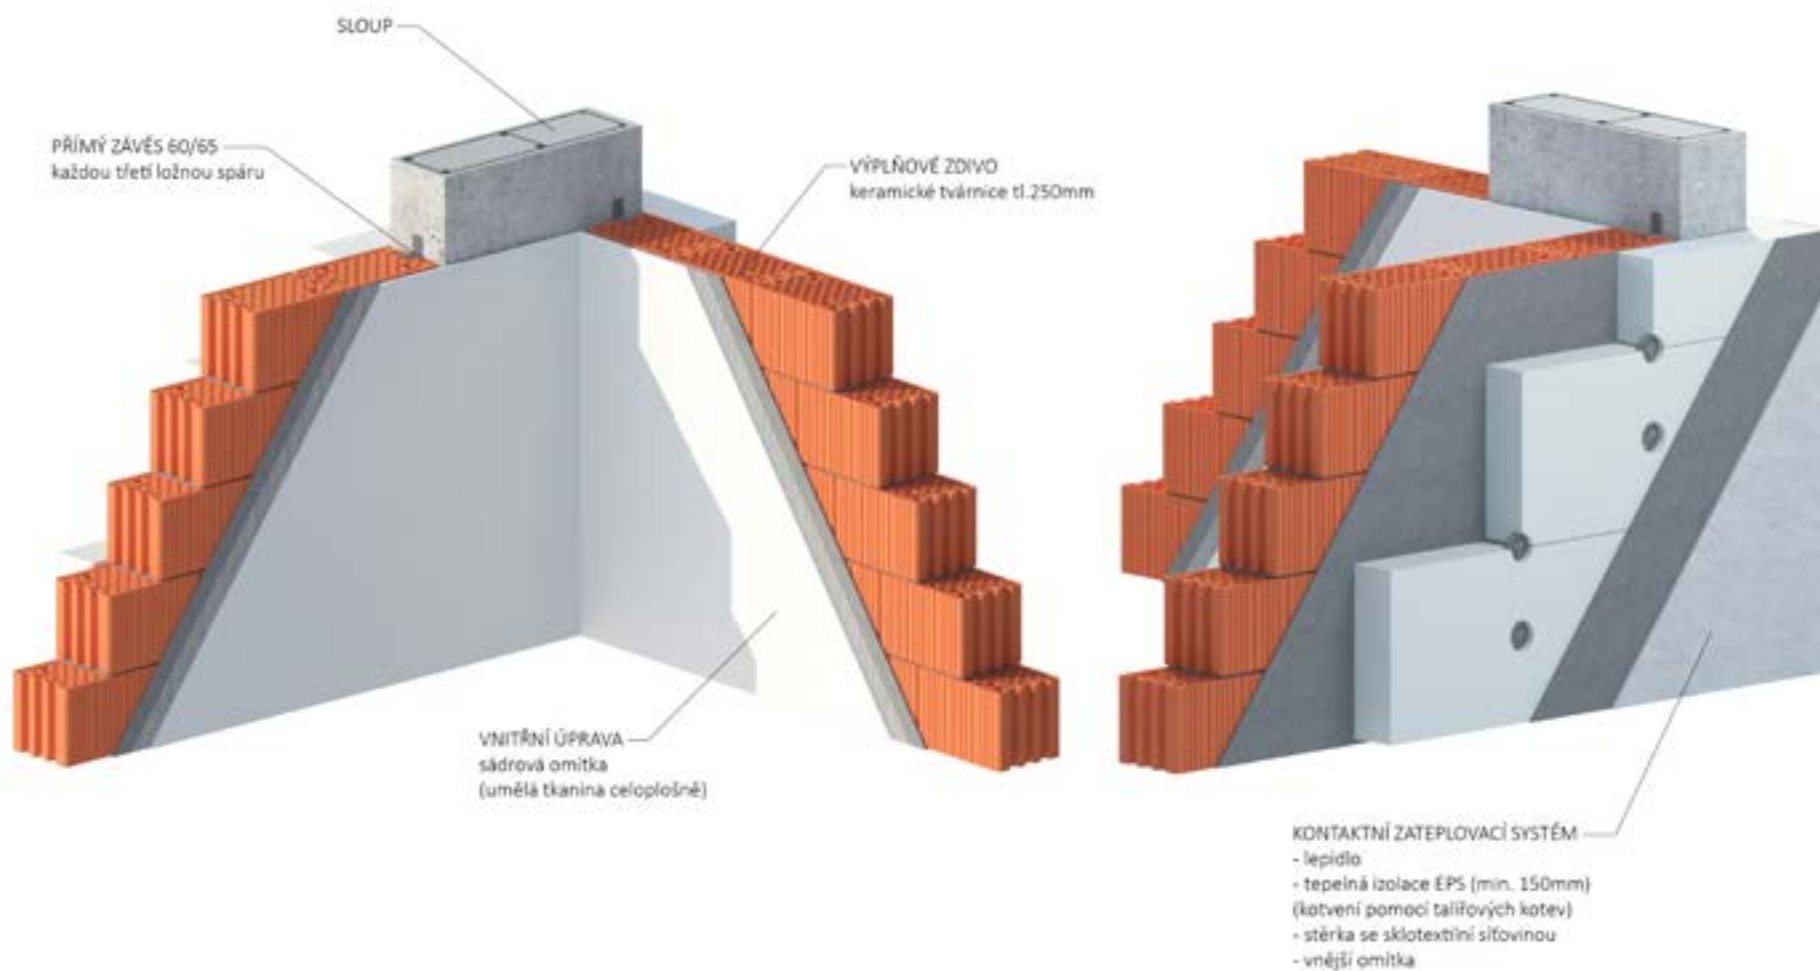 SLOUP
PŘÍMÝ ZÁVĚS 60/65
každou třetí ložnou spáru
VÝPLŇOVÉ ZDIVO
keramické tvárnice tl.250mm
VNITŘNÍ ÚPRAVA
sádrová omítka
(umělá tkanina celoplošně)
KONTAKTNÍ ZATEPLOVACÍ SYSTÉM
- lepidlo
- tepelná izolace EPS (min. 150mm)
(kotvení pomocí talířových kotev)
- stěrka se sklotextilní síťovinou
- vnější omítka